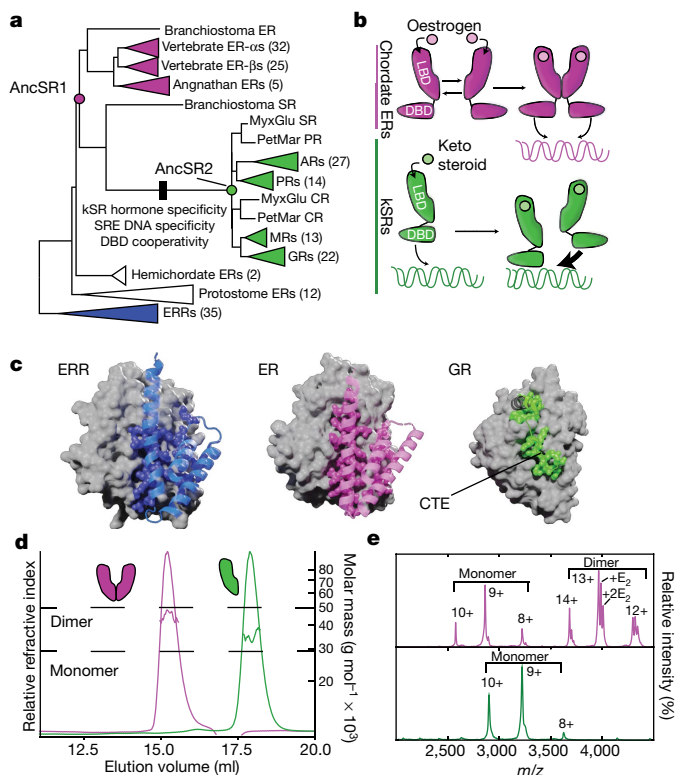 a
Branchiostoma ER
Vertebrate ER-αs (32)
Vertebrate ER-βs (25)
Angnathan ERs (5)
AncSR1
Branchiostoma SR
MyxGlu SR
PetMar PR
AncSR2
ARs (27)
PRs (14)
kSR hormone specificity
SRE DNA specificity
DBD cooperativity
MyxGlu CR
PetMar CR
MRs (13)
GRs (22)
Hemichordate ERs (2)
Protostome ERs (12)
ERRs (35)
b
Chordate ERs
Oestrogen
LBD
DBD
kSRs
Keto
steroid
LBD
DBD
c
ERR
ER
GR
CTE
d
Relative refractive index
Dimer
Monomer
Molar mass (g mol⁻¹ × 10³)
80
70
60
50
40
30
20
12.5
15.0
17.5
20.0
Elution volume (ml)
e
Monomer
10+
9+
8+
Dimer
14+
13+
+E₂
+2E₂
12+
Monomer
10+
9+
8+
Relative intensity (%)
2,500
3,000
3,500
4,000
m/z